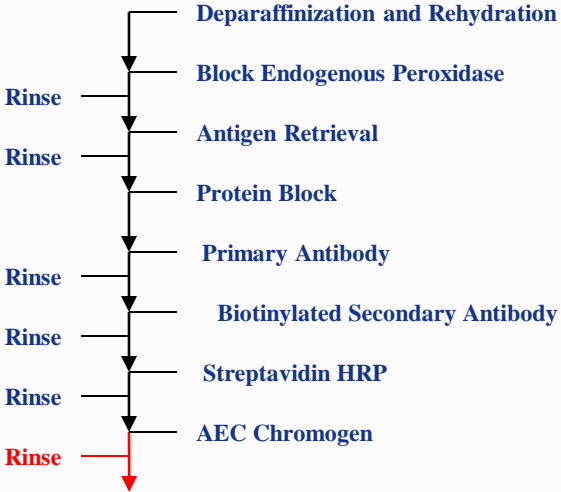 Deparaffinization and Rehydration
Block Endogenous Peroxidase
Rinse
Antigen Retrieval
Rinse
Protein Block
Primary Antibody
Rinse
Biotinylated Secondary Antibody
Rinse
Streptavidin HRP
Rinse
AEC Chromogen
Rinse